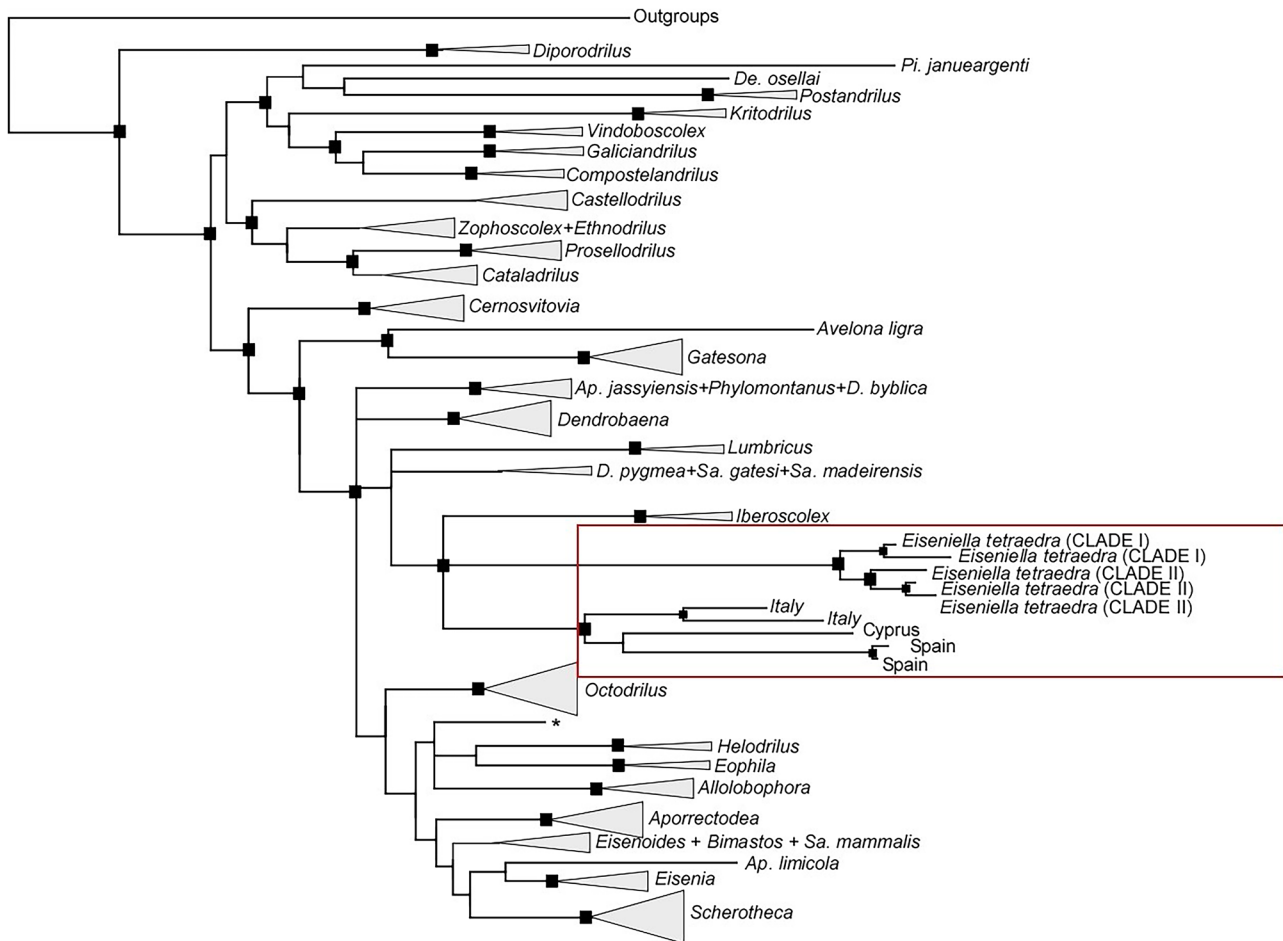 Outgroups
Diporodrilus
Pi. janueargenti
De. osellai
Postandrilus
Kritodrilus
Vindoboscolex
Galiciandrilus
Compostelandrilus
Castellodrilus
Zophoscolex+Ethnodrilus
Prosellodrilus
Cataladrilus
Cernosvitovia
Avelona ligra
Gatesona
Ap. jassyiensis+Phylomontanus+D. byblica
Dendrobaena
Lumbricus
D. pygmea+Sa. gatesi+Sa. madeirensis
Iberoscolex
Eiseniella tetraedra (CLADE I)
Eiseniella tetraedra (CLADE I)
Eiseniella tetraedra (CLADE II)
Eiseniella tetraedra (CLADE II)
Eiseniella tetraedra (CLADE II)
Italy
Italy
Cyprus
Spain
Spain
Octodrilus
*
Helodrilus
Eophila
Allolobophora
Aporrectodea
Eisenoides + Bimastos + Sa. mammalis
Ap. limicola
Eisenia
Scherotheca